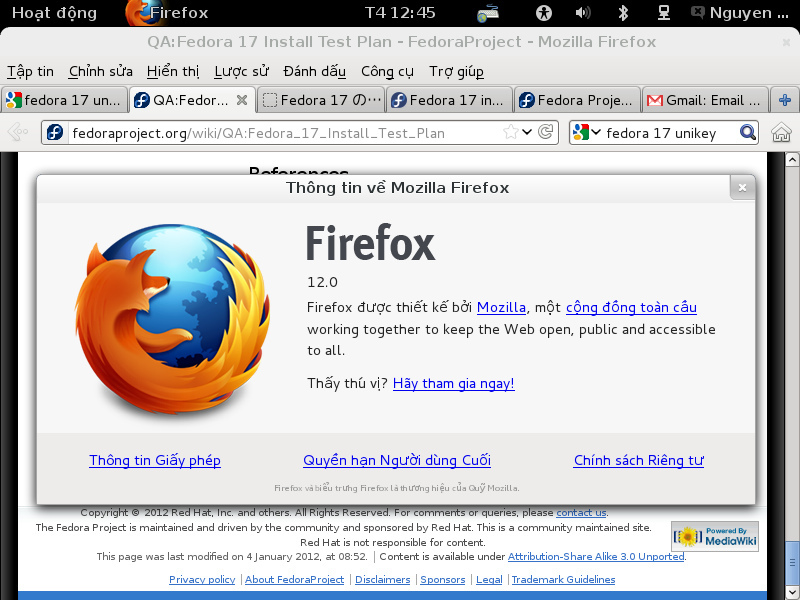 Hoạt động Firefox T4 12:45 Nguyen ...
QA:Fedora 17 Install Test Plan - FedoraProject - Mozilla Firefox
Tập tin Chỉnh sửa Hiển thị Lược sử Đánh dấu Công cụ Trợ giúp
fedora 17 un... QA:Fedor... Fedora 17 の... Fedora 17 in... Fedora Proje... Gmail: Email ...
fedoraproject.org/wiki/QA:Fedora_17_Install_Test_Plan fedora 17 unikey
References
Thông tin về Mozilla Firefox
Firefox
12.0
Firefox được thiết kế bởi Mozilla, một cộng đồng toàn cầu
working together to keep the Web open, public and accessible
to all.
Thấy thú vị? Hãy tham gia ngay!
Thông tin Giấy phép Quyền hạn Người dùng Cuối Chính sách Riêng tư
Firefox và biểu trưng Firefox là thương hiệu của Quỹ Mozilla.
Copyright © 2012 Red Hat, Inc. and others. All Rights Reserved. For comments or queries, please contact us.
The Fedora Project is maintained and driven by the community and sponsored by Red Hat. This is a community maintained site.
Red Hat is not responsible for content.
This page was last modified on 4 January 2012, at 08:52. Content is available under Attribution-Share Alike 3.0 Unported.
Powered By
MediaWiki
Privacy policy About FedoraProject Disclaimers Sponsors Legal Trademark Guidelines